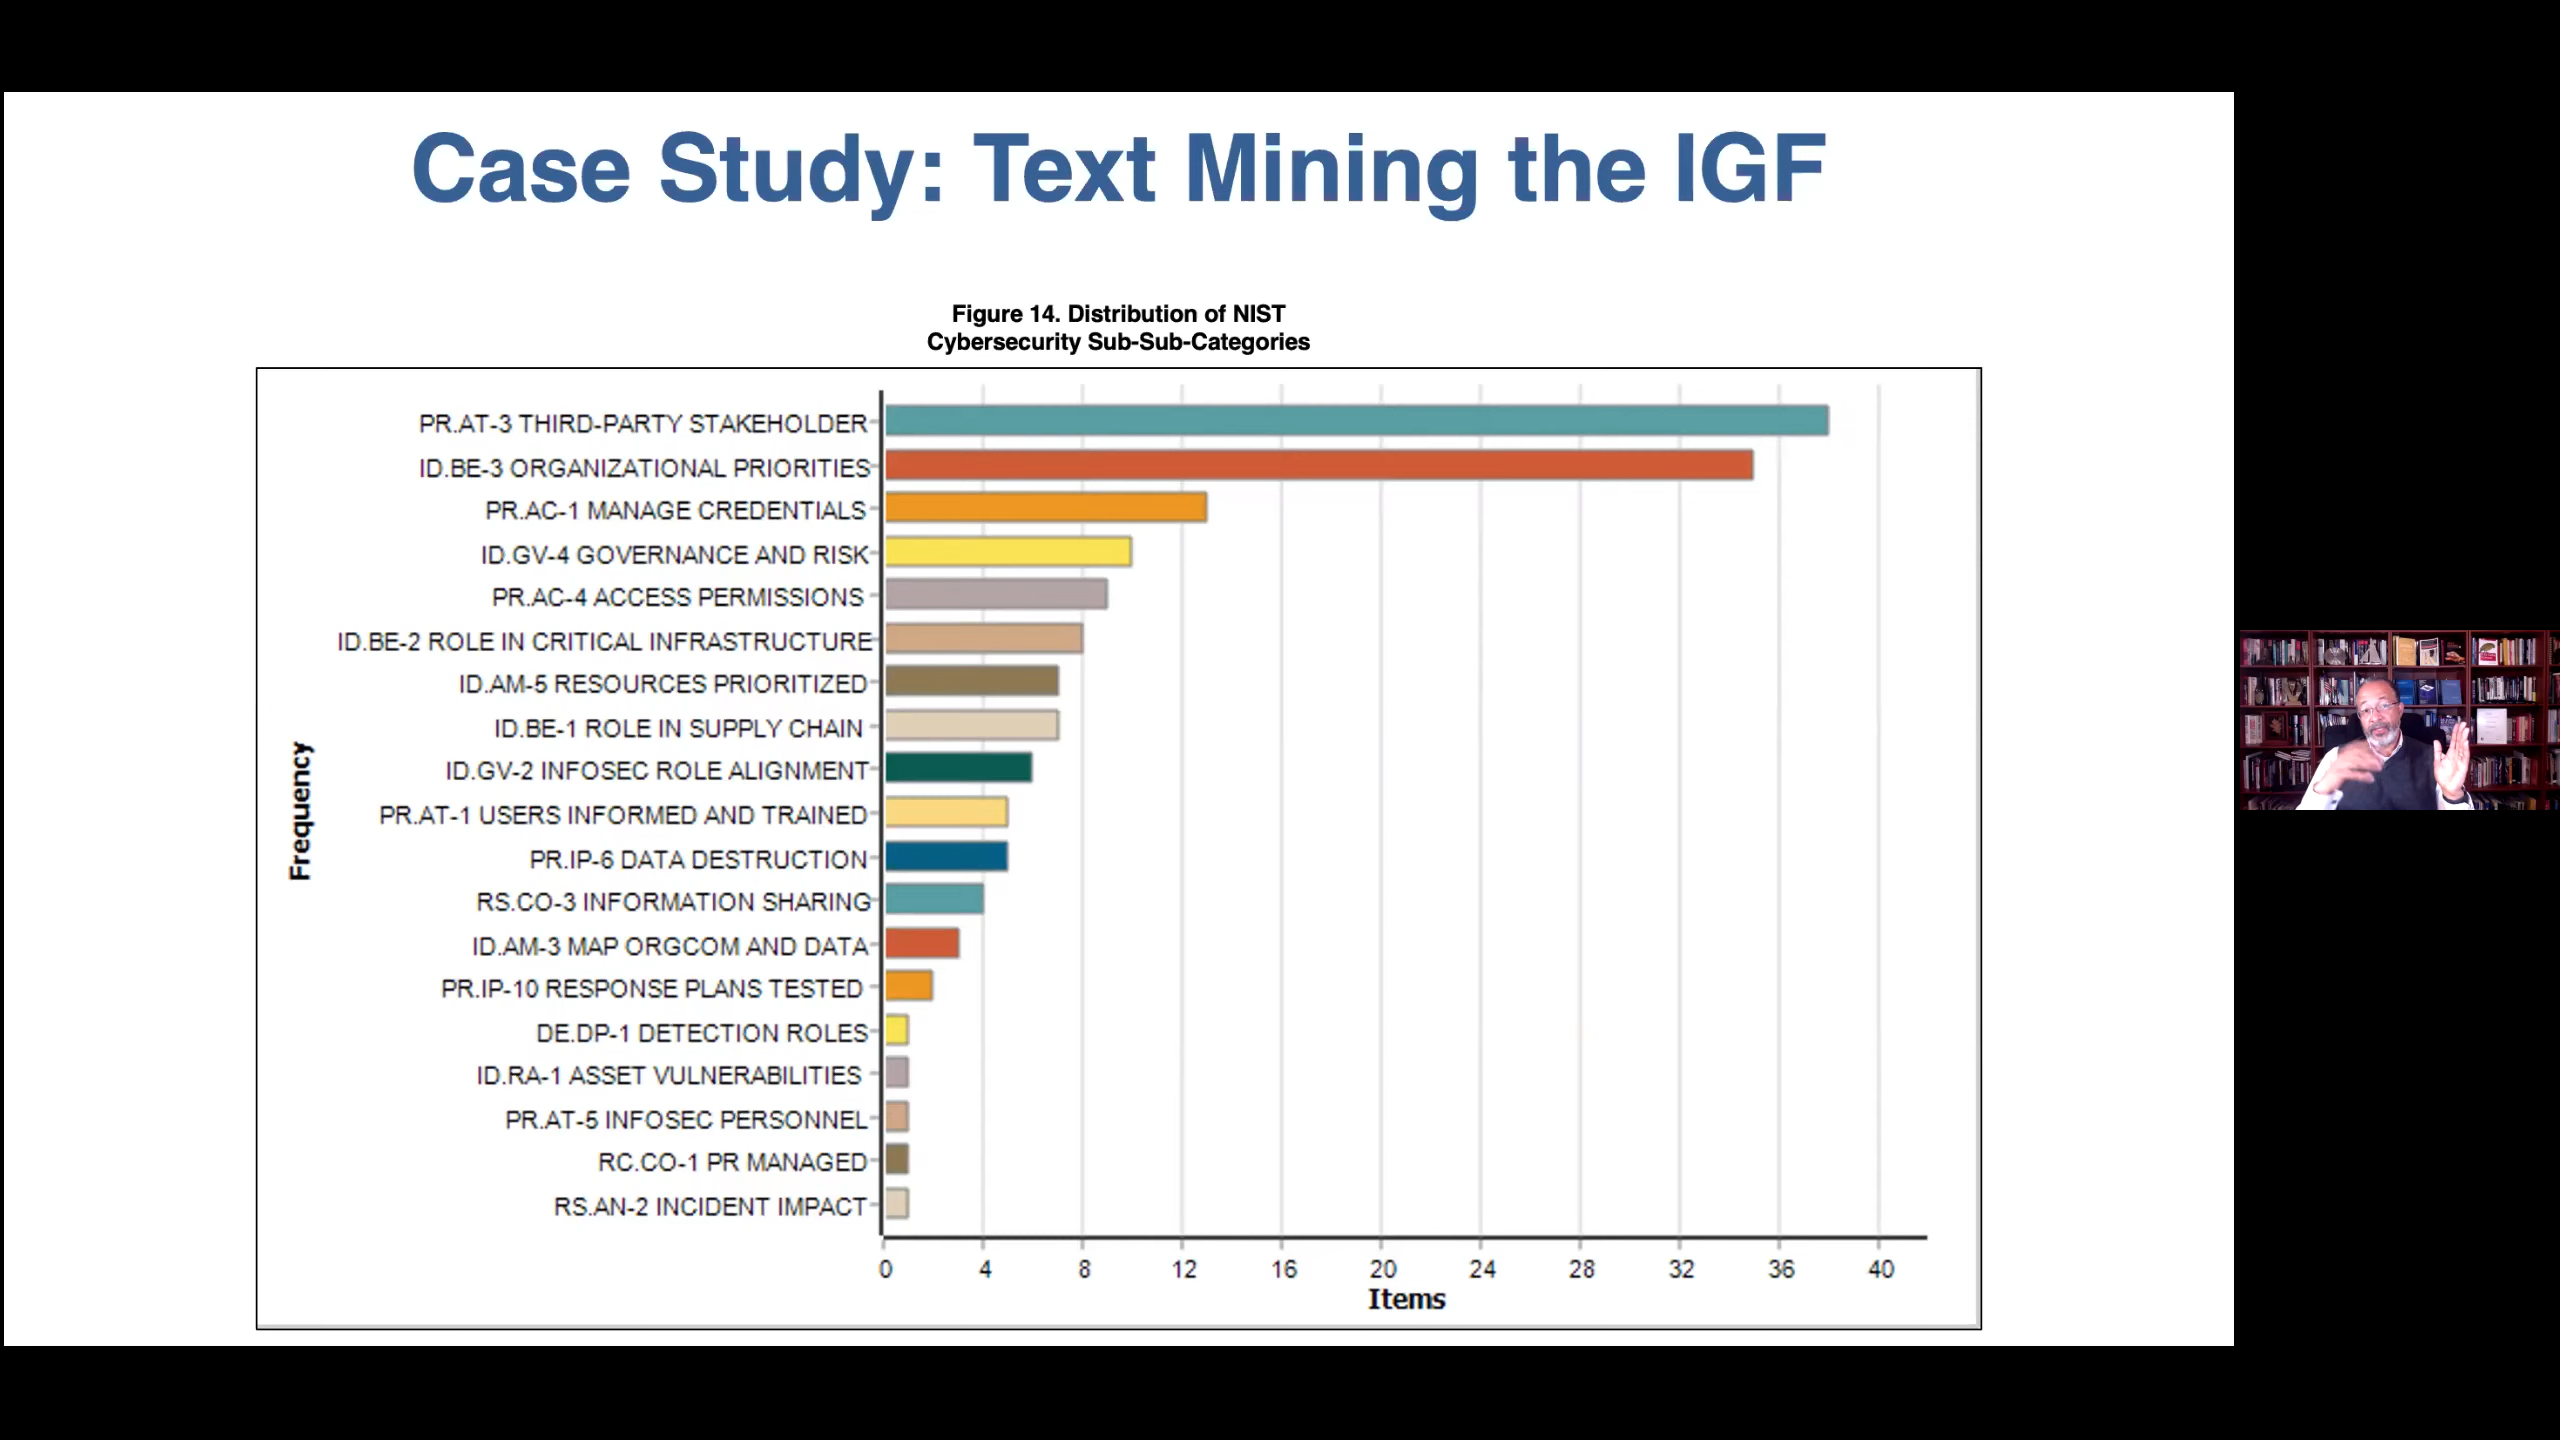 Case Study: Text Mining the IGF
Figure 14. Distribution of NIST
Cybersecurity Sub-Sub-Categories
Frequency
PR.AT-3 THIRD-PARTY STAKEHOLDER
ID.BE-3 ORGANIZATIONAL PRIORITIES
PR.AC-1 MANAGE CREDENTIALS
ID.GV-4 GOVERNANCE AND RISK
PR.AC-4 ACCESS PERMISSIONS
ID.BE-2 ROLE IN CRITICAL INFRASTRUCTURE
ID.AM-5 RESOURCES PRIORITIZED
ID.BE-1 ROLE IN SUPPLY CHAIN
ID.GV-2 INFOSEC ROLE ALIGNMENT
PR.AT-1 USERS INFORMED AND TRAINED
PR.IP-6 DATA DESTRUCTION
RS.CO-3 INFORMATION SHARING
ID.AM-3 MAP ORGCOM AND DATA
PR.IP-10 RESPONSE PLANS TESTED
DE.DP-1 DETECTION ROLES
ID.RA-1 ASSET VULNERABILITIES
PR.AT-5 INFOSEC PERSONNEL
RC.CO-1 PR MANAGED
RS.AN-2 INCIDENT IMPACT
0 4 8 12 16 20 24 28 32 36 40
Items